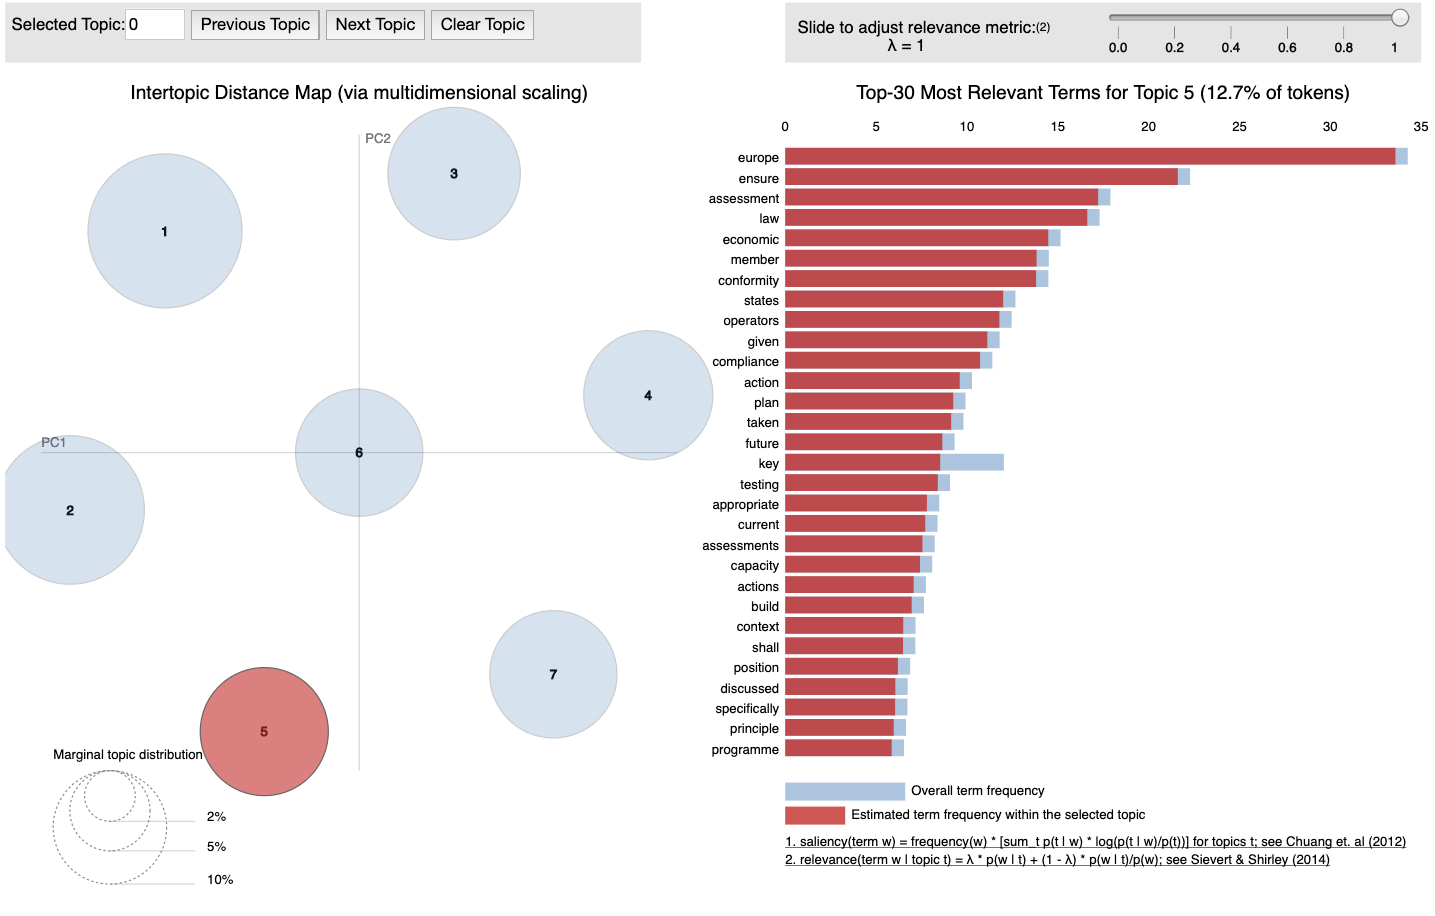 Selected Topic: 0 Previous Topic Next Topic Clear Topic
Slide to adjust relevance metric:(2)
λ = 1
0.0 0.2 0.4 0.6 0.8 1
Intertopic Distance Map (via multidimensional scaling)
PC2
PC1
1
3
4
6
2
7
5
Marginal topic distribution
2%
5%
10%
Top-30 Most Relevant Terms for Topic 5 (12.7% of tokens)
0 5 10 15 20 25 30 35
europe
ensure
assessment
law
economic
member
conformity
states
operators
given
compliance
action
plan
taken
future
key
testing
appropriate
current
assessments
capacity
actions
build
context
shall
position
discussed
specifically
principle
programme
Overall term frequency
Estimated term frequency within the selected topic
1. saliency(term w) = frequency(w) * [sum_t p(t | w) * log(p(t | w)/p(t))] for topics t; see Chuang et. al (2012)
2. relevance(term w | topic t) = λ * p(w | t) + (1 - λ) * p(w | t)/p(w); see Sievert & Shirley (2014)